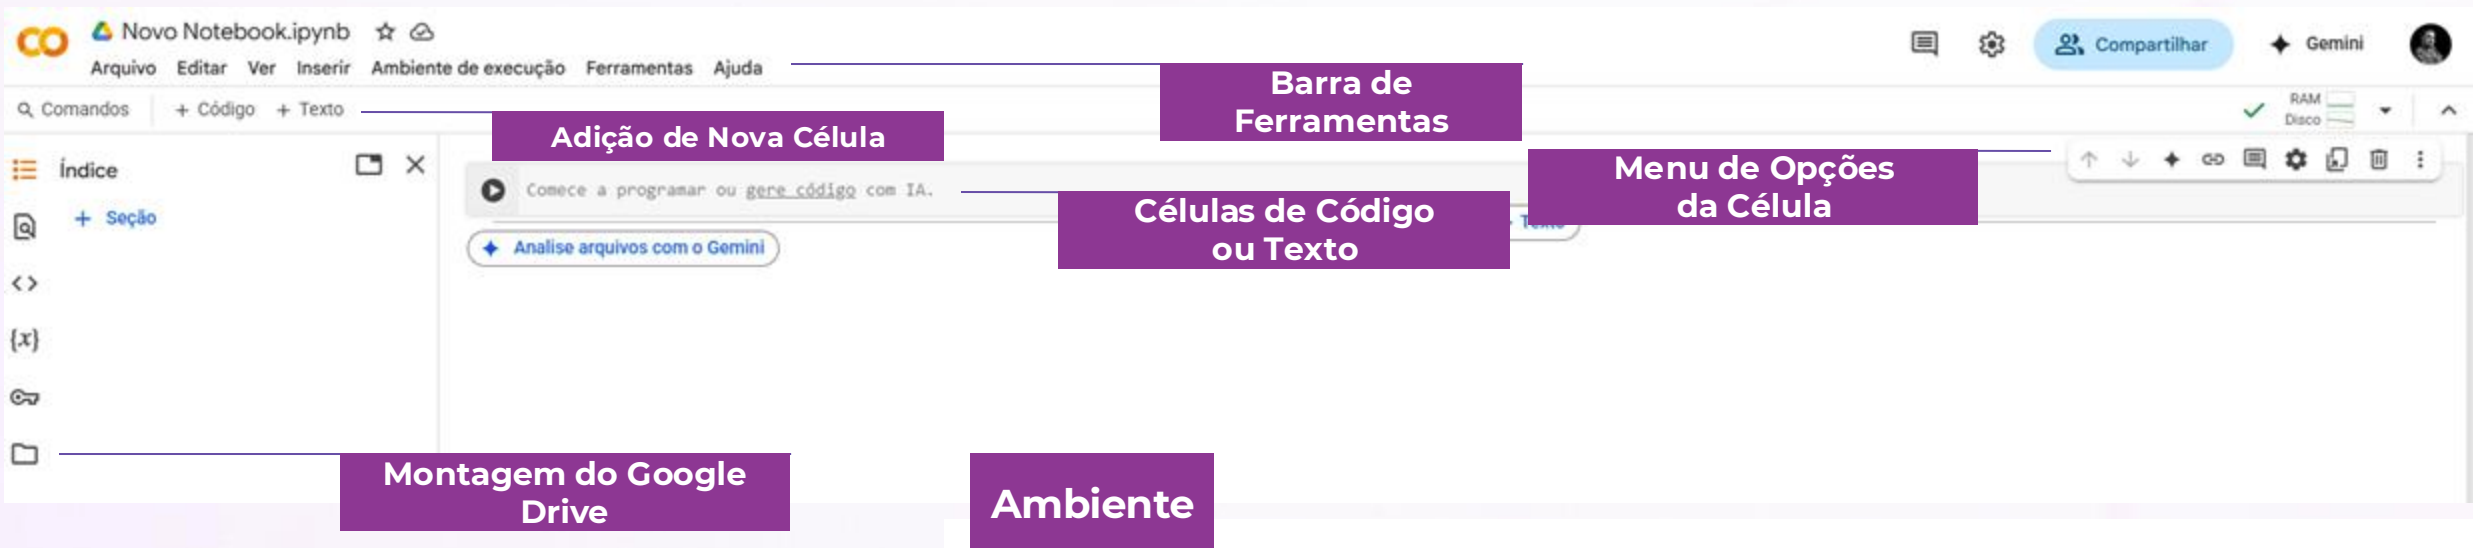 CO Novo Notebook.ipynb
Arquivo Editar Ver Inserir Ambiente de execução Ferramentas Ajuda
Compartilhar
Gemini
Barra de
Ferramentas
Comandos + Código + Texto
RAM
Disco
Adição de Nova Célula
Índice
+ Seção
Comece a programar ou gere código com IA.
Menu de Opções
da Célula
Células de Código
ou Texto
Texto
Analise arquivos com o Gemini
<>
{x}
Montagem do Google
Drive
Ambiente